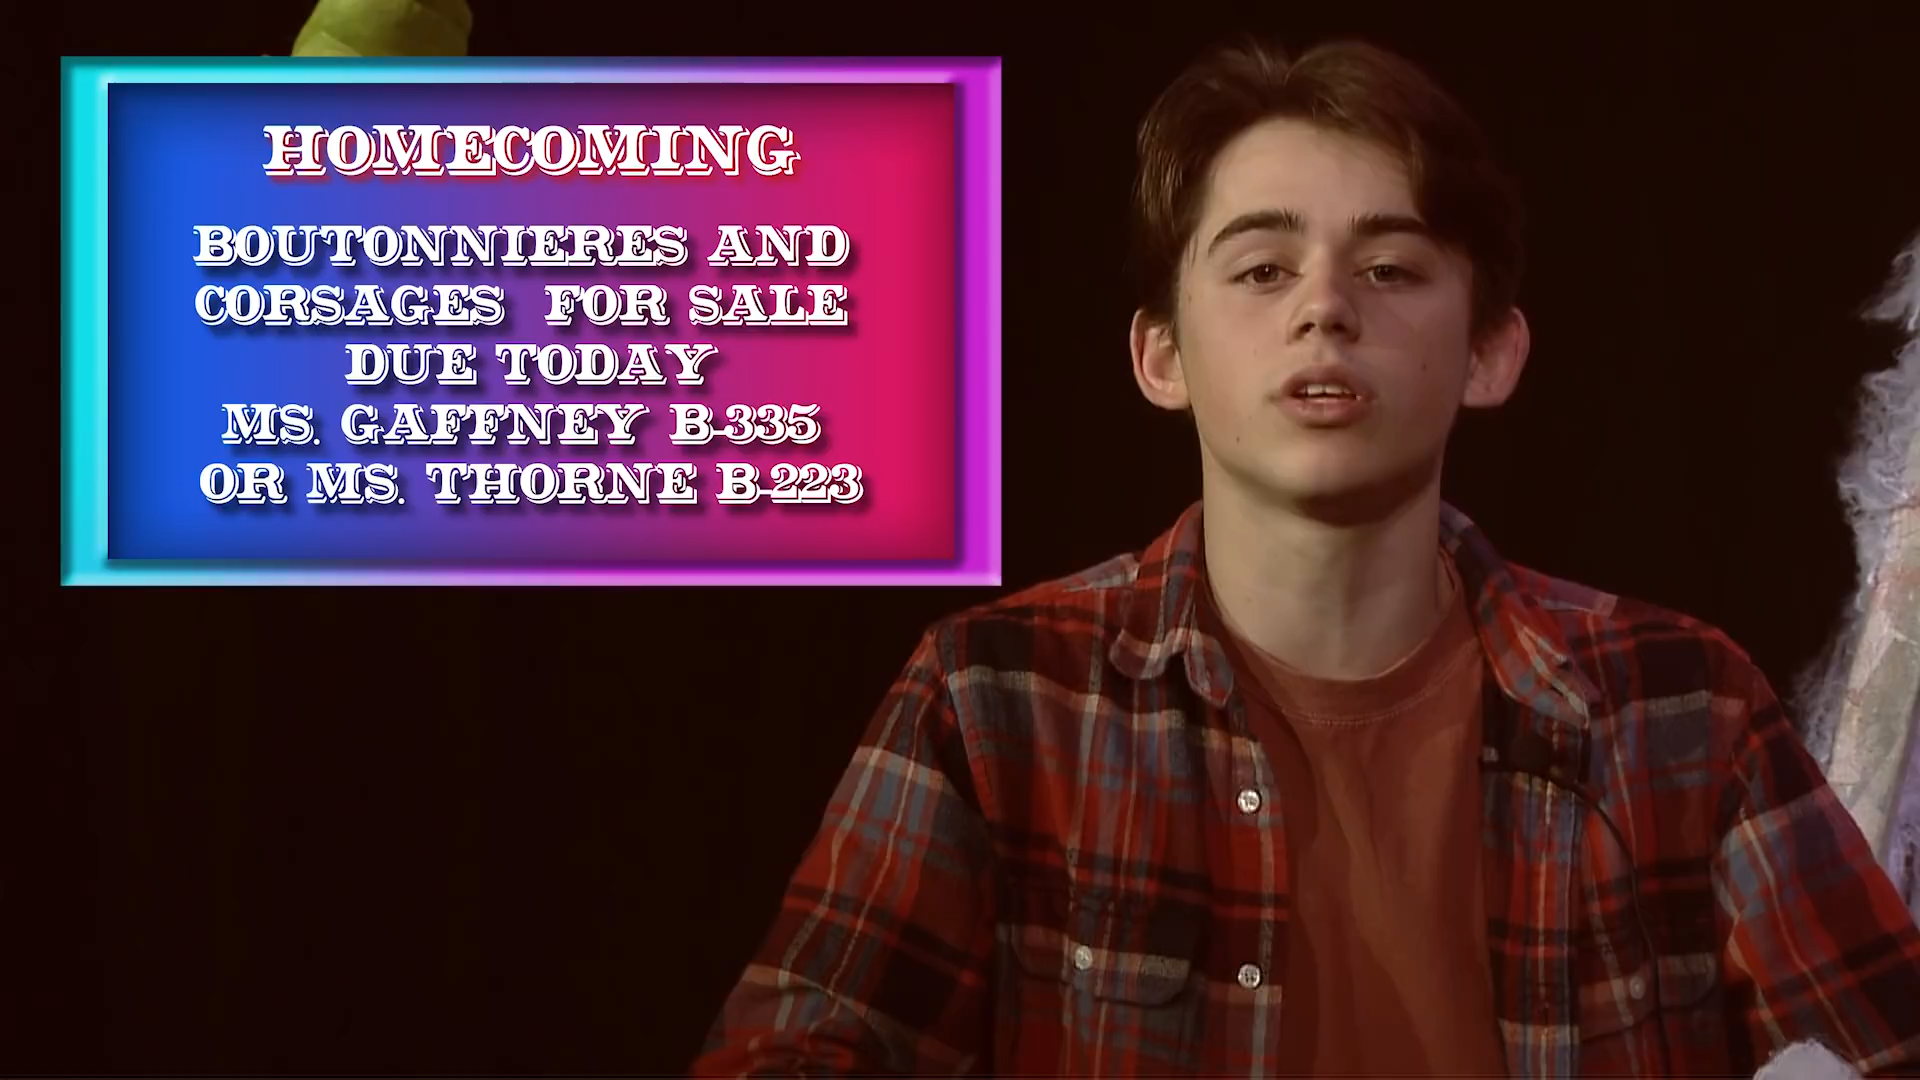 HOMECOMING
BOUTONNIERES AND
CORSAGES FOR SALE
DUE TODAY
MS. GAFFNEY B-335
OR MS. THORNE B-223